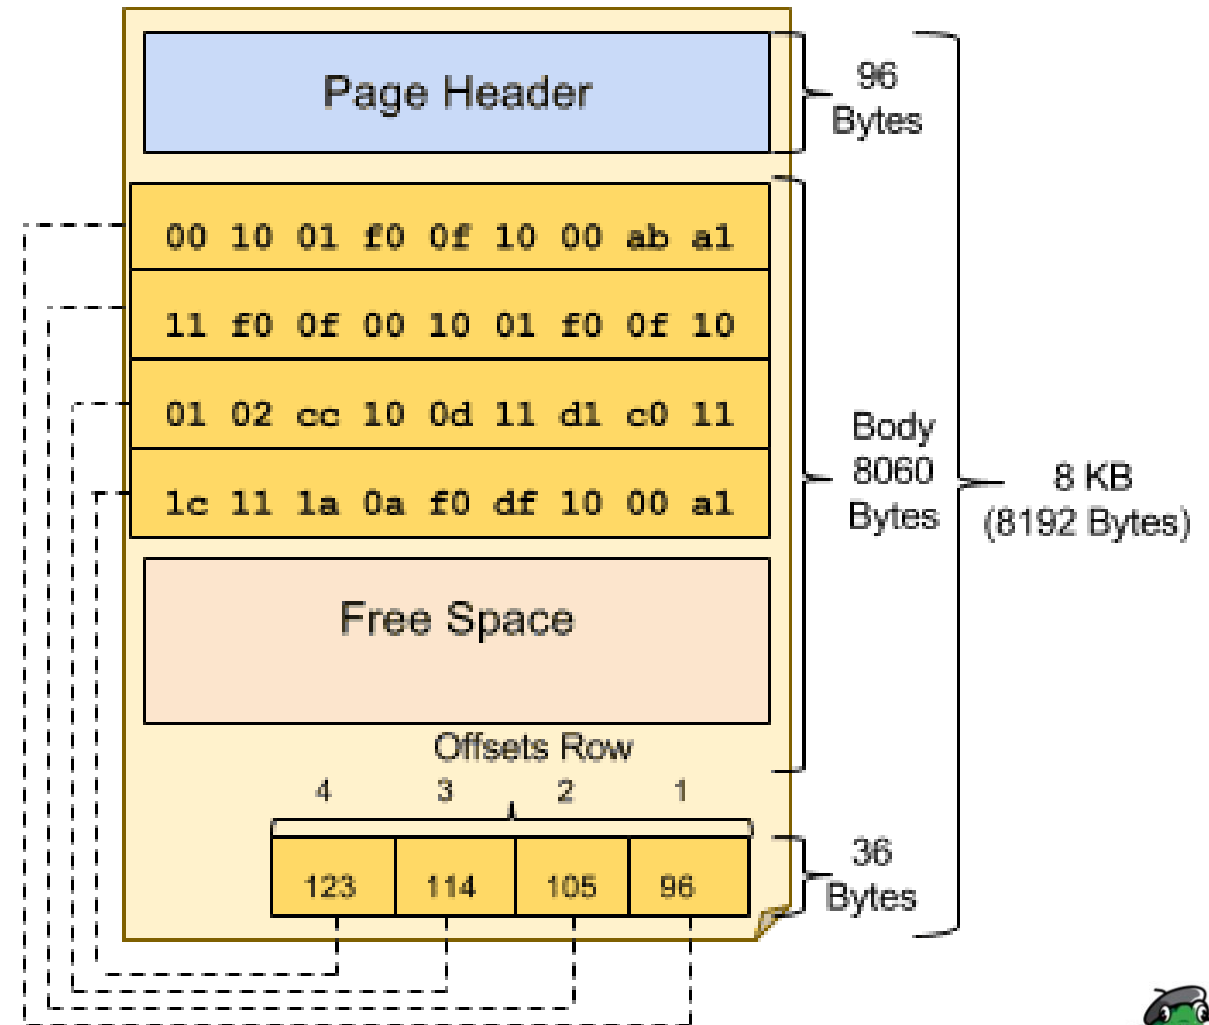 Page Header
96
Bytes
00 10 01 f0 0f 10 00 ab a1
11 f0 0f 00 10 01 f0 0f 10
01 02 cc 10 0d 11 d1 c0 11
1c 11 1a 0a f0 df 10 00 a1
Body
8060
Bytes
8 KB
(8192 Bytes)
Free Space
Offsets Row
4 3 2 1
123 114 105 96
36
Bytes